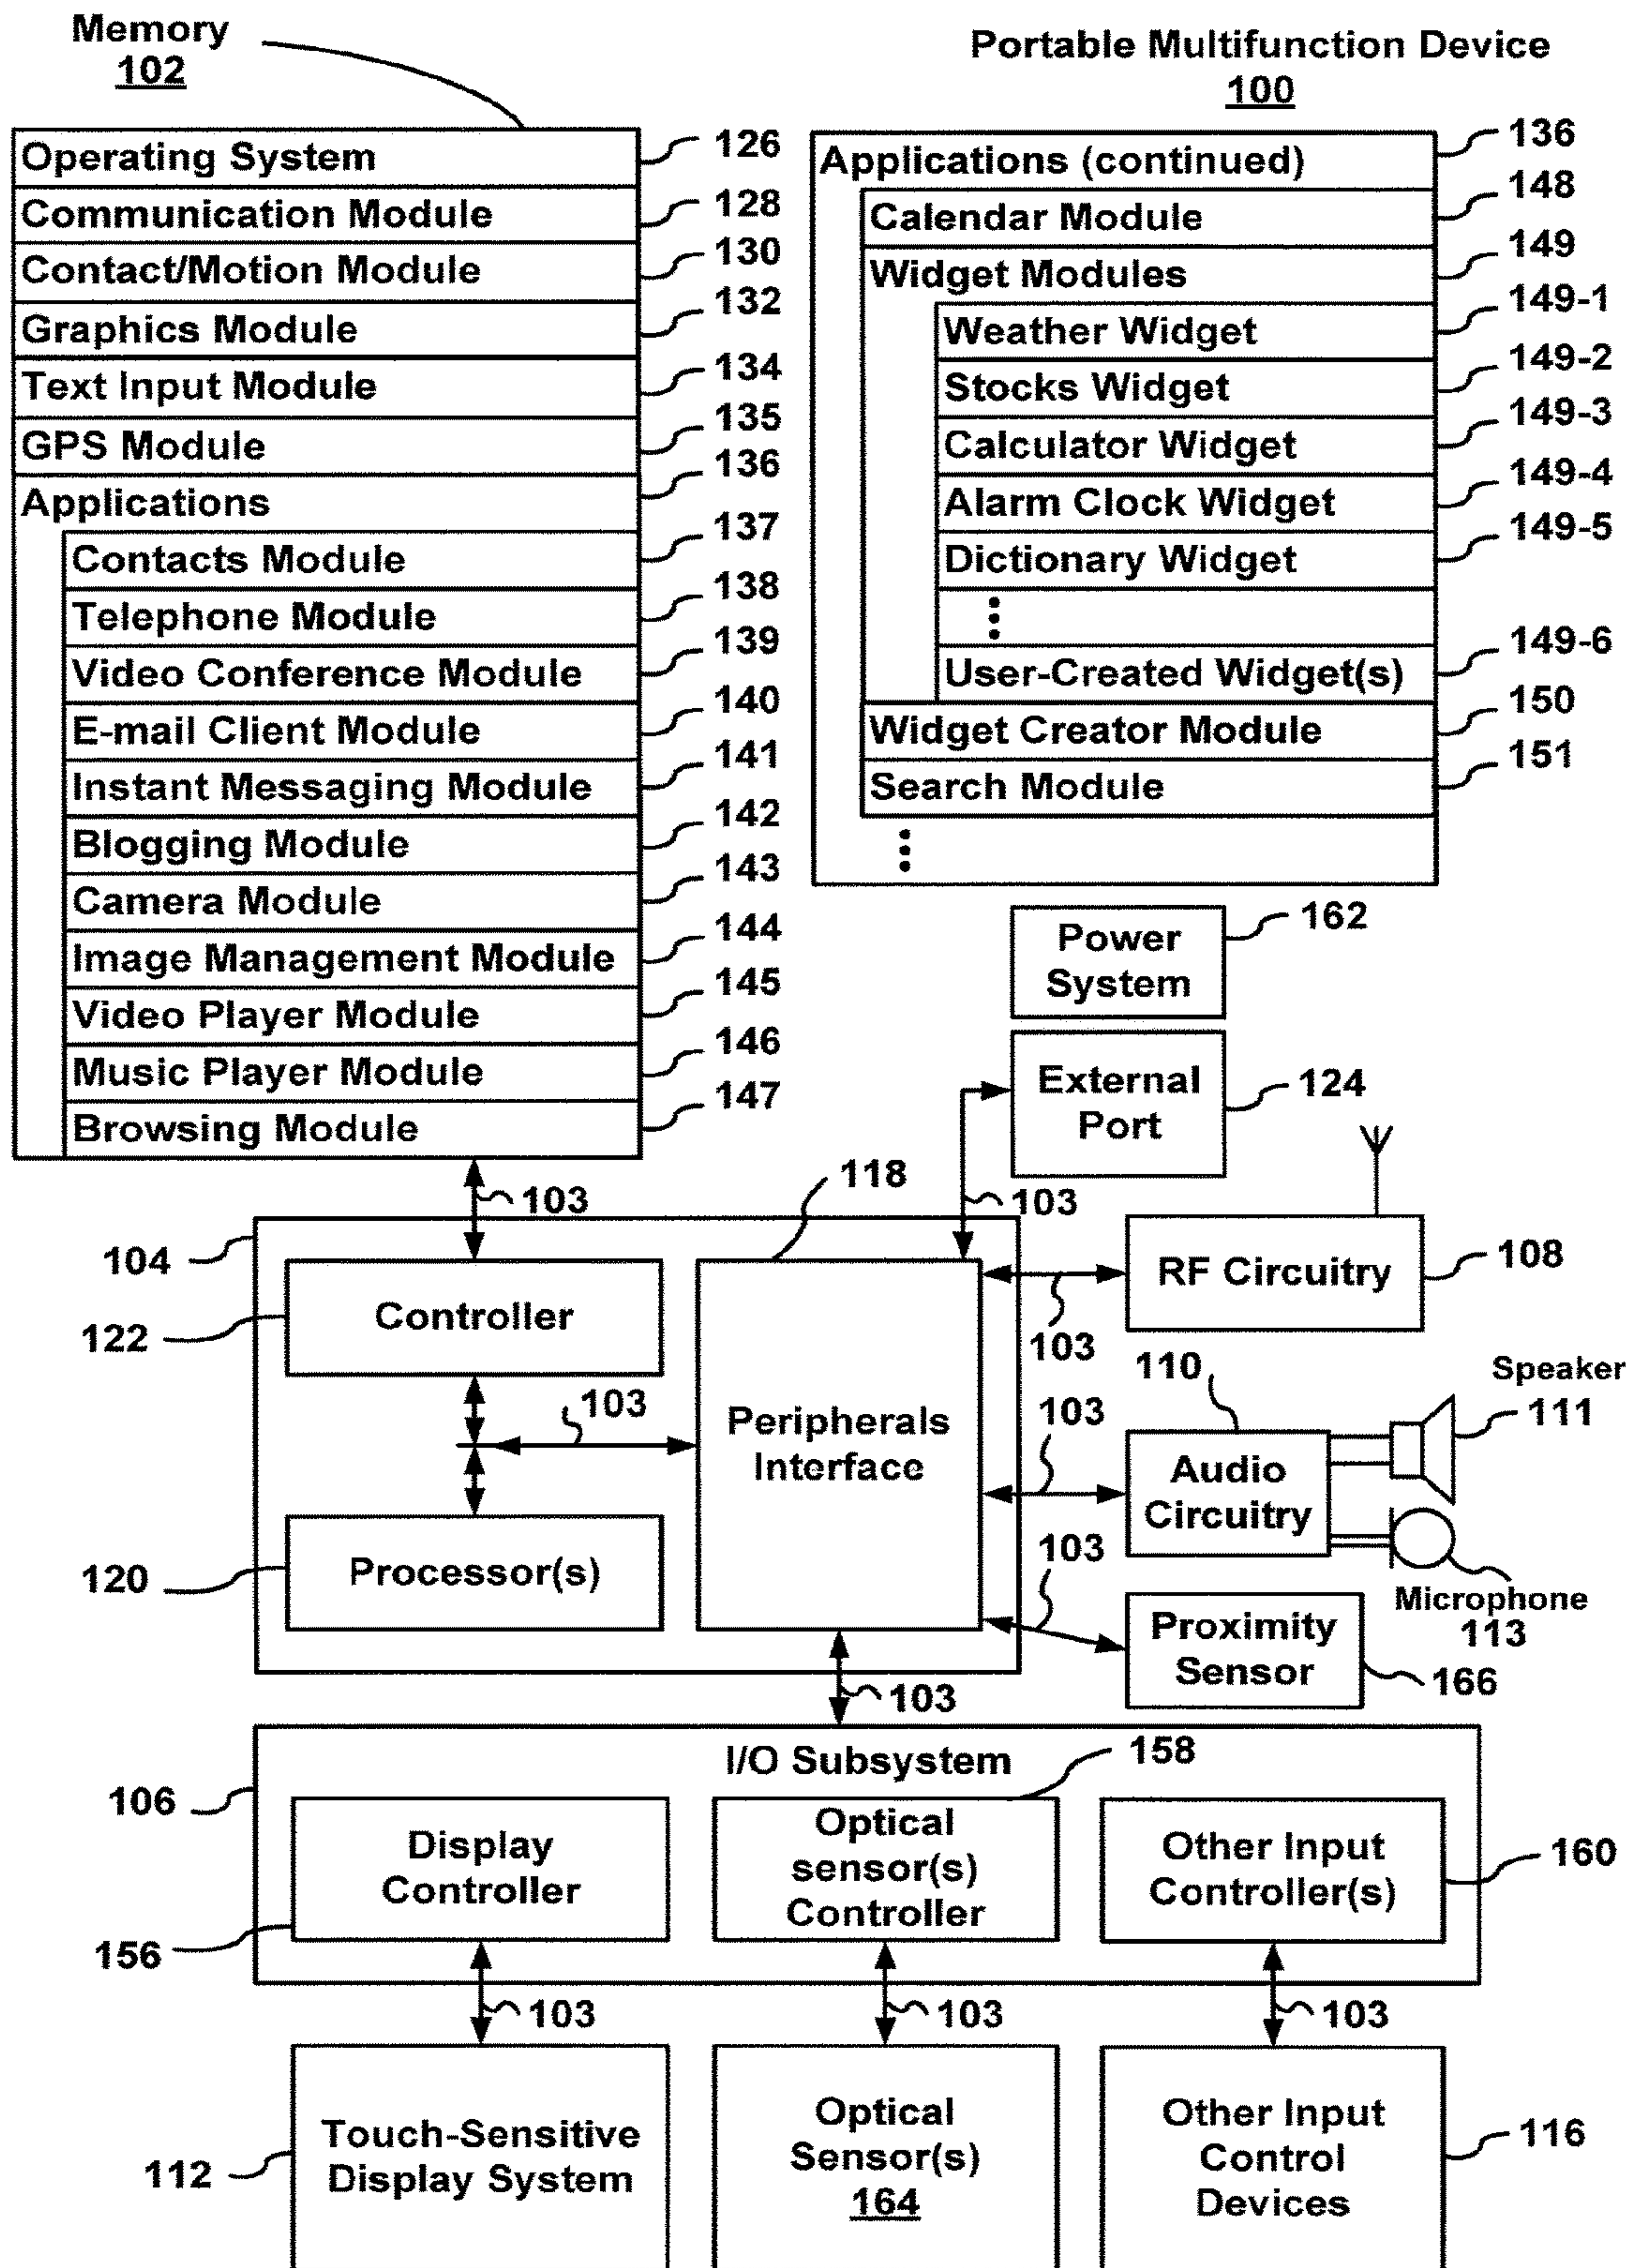 Memory
102
Portable Multifunction Device
100
Operating System 126
Communication Module 128
Contact/Motion Module 130
Graphics Module 132
Text Input Module 134
GPS Module 135
Applications 136
Contacts Module 137
Telephone Module 138
Video Conference Module 139
E-mail Client Module 140
Instant Messaging Module 141
Blogging Module 142
Camera Module 143
Image Management Module 144
Video Player Module 145
Music Player Module 146
Browsing Module 147
Applications (continued) 136
Calendar Module 148
Widget Modules 149
Weather Widget 149-1
Stocks Widget 149-2
Calculator Widget 149-3
Alarm Clock Widget 149-4
Dictionary Widget 149-5
User-Created Widget(s) 149-6
Widget Creator Module 150
Search Module 151
Power
System
162
External
Port
124
103
118
103
104
Controller
122
RF Circuitry
108
103
103
Peripherals
Interface
110
Speaker
111
103
Audio
Circuitry
Processor(s)
120
103
Microphone
113
Proximity
Sensor
166
103
I/O Subsystem
158
106
Display
Controller
156
Optical
sensor(s)
Controller
Other Input
Controller(s)
160
103
103
103
Touch-Sensitive
Display System
112
Optical
Sensor(s)
164
Other Input
Control
Devices
116